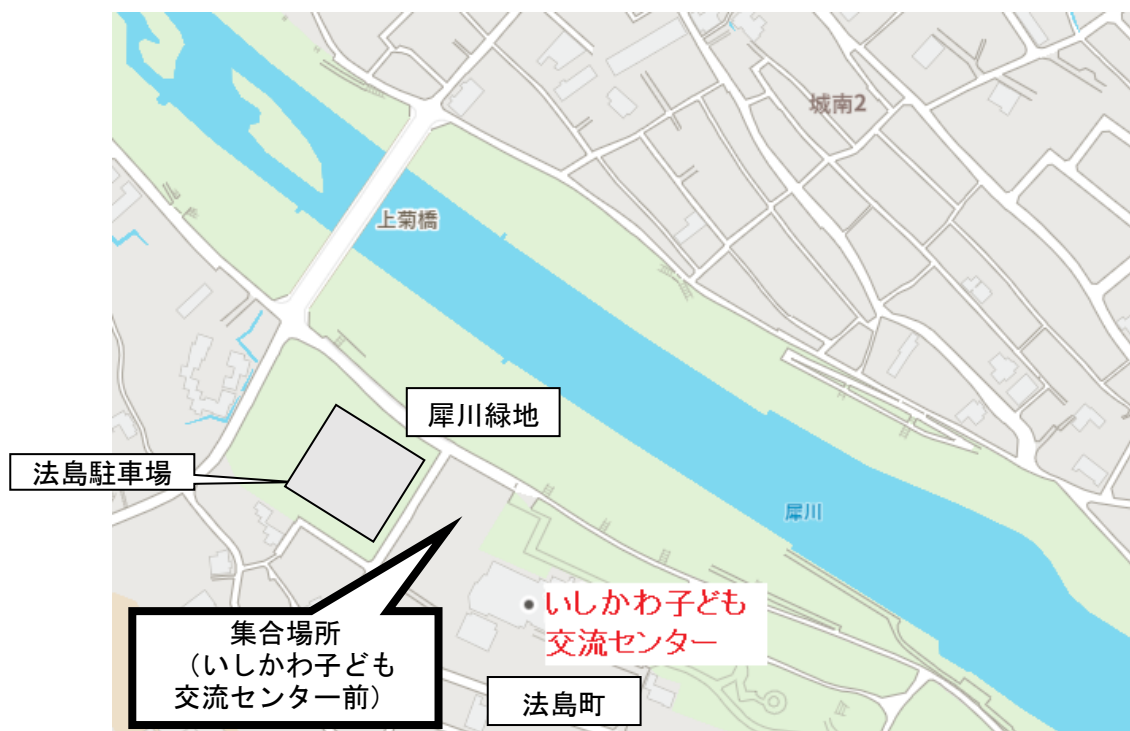 城南2
上菊橋
犀川緑地
法島駐車場
犀川
いしかわ子ども
交流センター
集合場所
（いしかわ子ども
交流センター前）
法島町